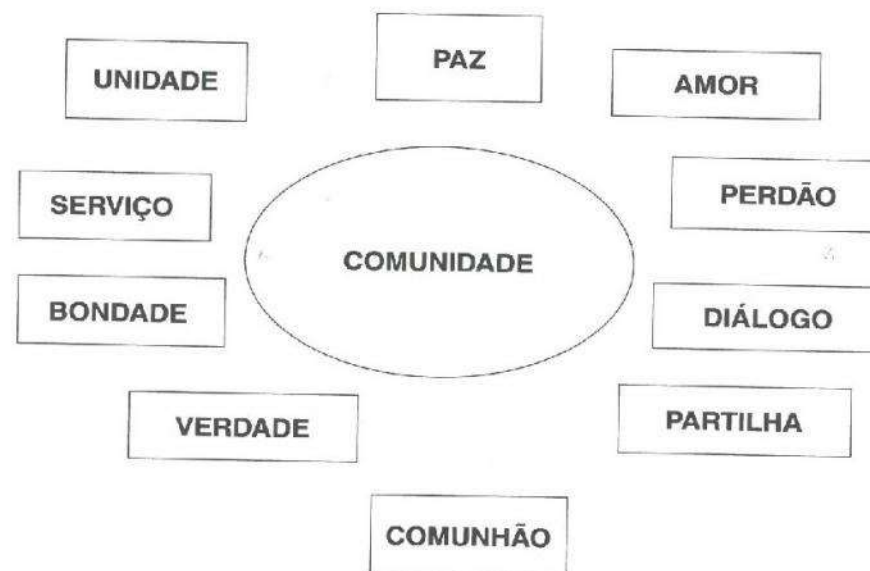 PAZ
UNIDADE
AMOR
SERVIÇO
PERDÃO
COMUNIDADE
BONDADE
DIÁLOGO
VERDADE
PARTILHA
COMUNHÃO